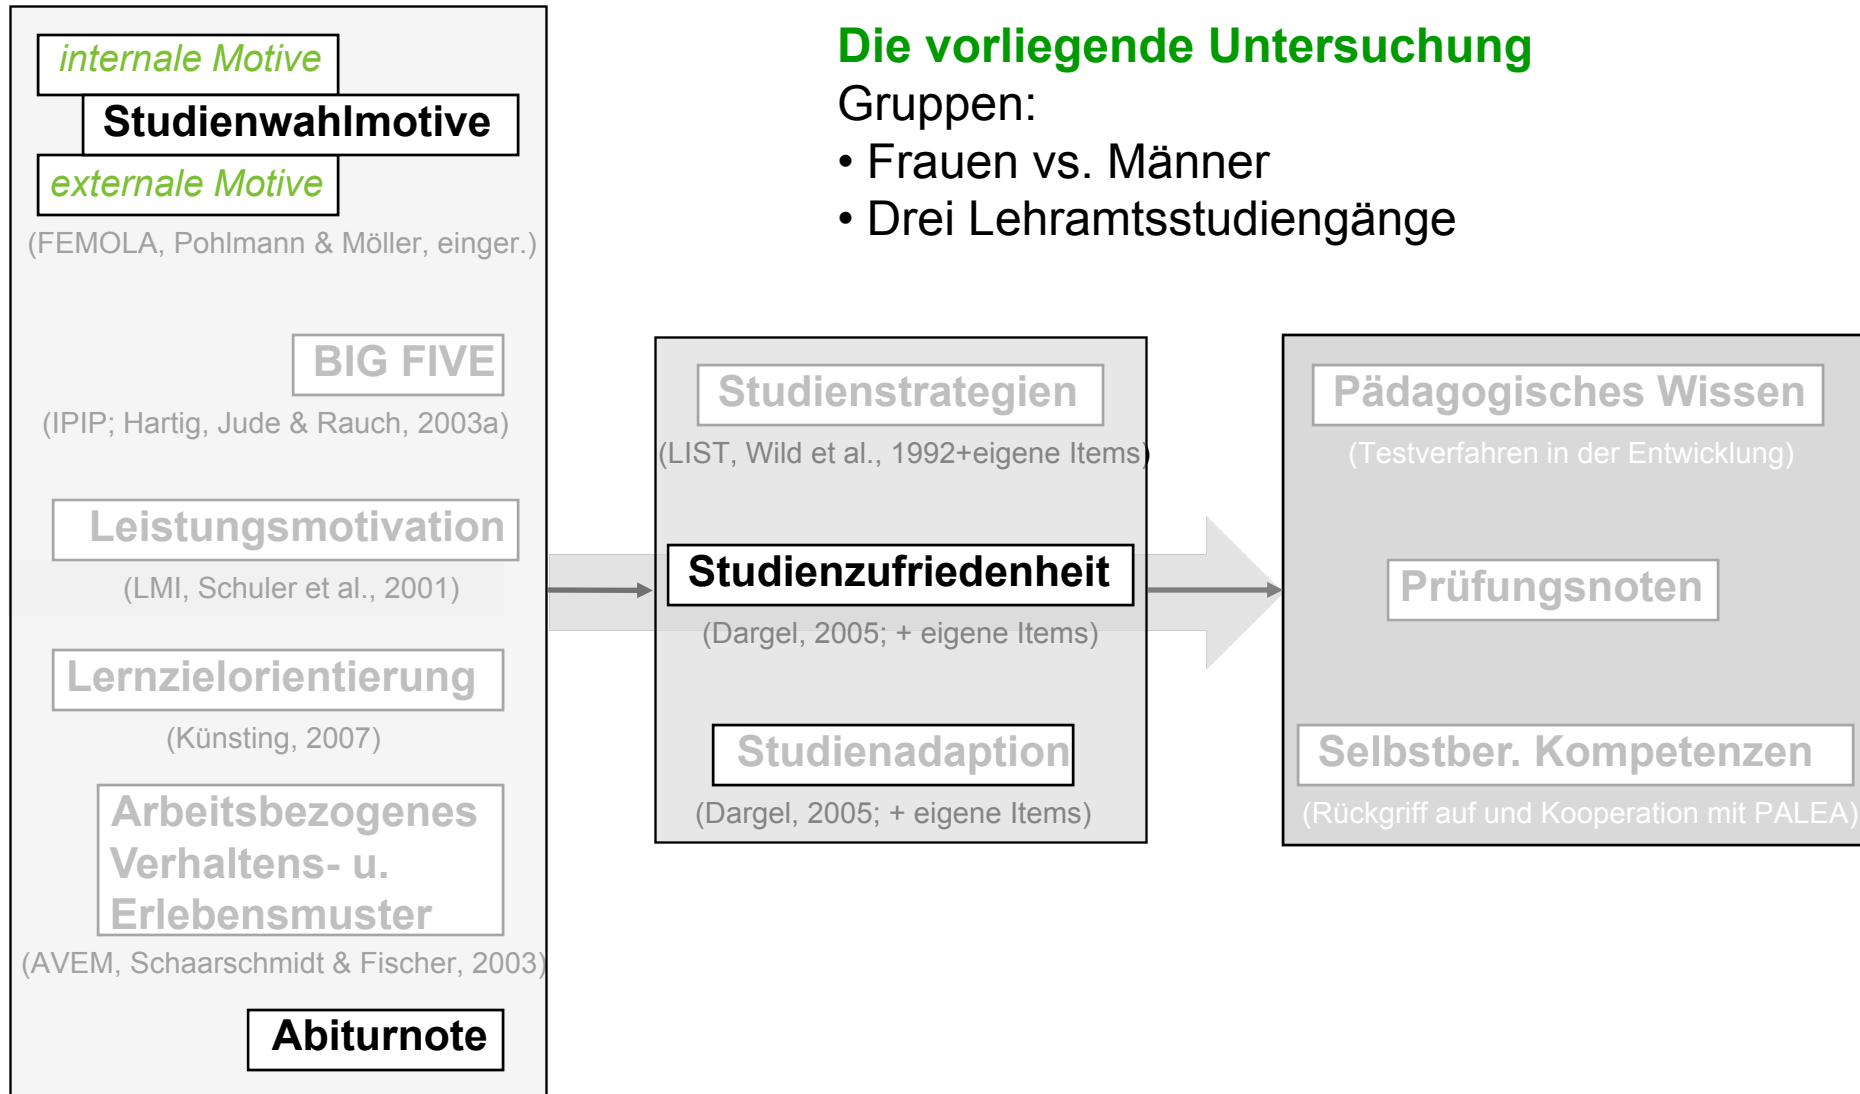 internale Motive
Studienwahlmotive
externale Motive
(FEMOLA, Pohlmann & Möller, einger.)
BIG FIVE
(IPIP; Hartig, Jude & Rauch, 2003a)
Leistungsmotivation
(LMI, Schuler et al., 2001)
Lernzielorientierung
(Künsting, 2007)
Arbeitsbezogenes
Verhaltens- u.
Erlebensmuster
(AVEM, Schaarschmidt & Fischer, 2003)
Abiturnote
Die vorliegende Untersuchung
Gruppen:
• Frauen vs. Männer
• Drei Lehramtsstudiengänge
Studienstrategien
(LIST, Wild et al., 1992+eigene Items)
Studienzufriedenheit
(Dargel, 2005; + eigene Items)
Studienadaption
(Dargel, 2005; + eigene Items)
Pädagogisches Wissen
(Testverfahren in der Entwicklung)
Prüfungsnoten
Selbstber. Kompetenzen
(Rückgriff auf und Kooperation mit PALEA)